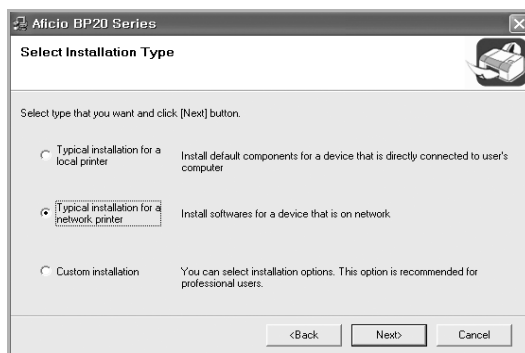 Aficio BP20 Series
Select Installation Type
Select type that you want and click [Next] button.
Typical installation for a
local printer
Install default components for a device that is directly connected to user's
computer
Typical installation for a
network printer
Install softwares for a device that is on network
Custom installation
You can select installation options. This option is recommended for
professional users.
<Back
Next>
Cancel